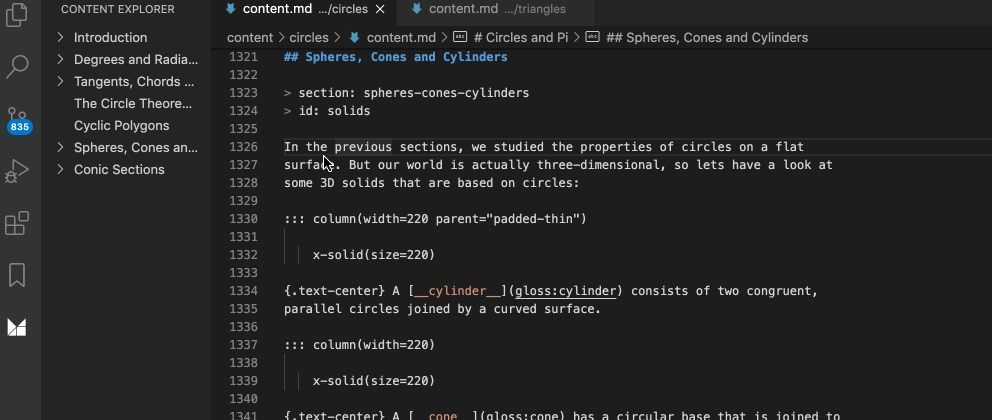 CONTENT EXPLORER
Introduction
Degrees and Radia...
Tangents, Chords ...
The Circle Theore...
Cyclic Polygons
Spheres, Cones an...
Conic Sections
835
content.md .../circles
content.md .../triangles
content > circles > content.md > # Circles and Pi > ## Spheres, Cones and Cylinders
1321 ## Spheres, Cones and Cylinders
1322
1323 > section: spheres-cones-cylinders
1324 > id: solids
1325
1326 In the previous sections, we studied the properties of circles on a flat
1327 surface. But our world is actually three-dimensional, so lets have a look at
1328 some 3D solids that are based on circles:
1329
1330 ::: column(width=220 parent="padded-thin")
1331
1332 x-solid(size=220)
1333
1334 {.text-center} A [__cylinder__](gloss:cylinder) consists of two congruent,
1335 parallel circles joined by a curved surface.
1336
1337 ::: column(width=220)
1338
1339 x-solid(size=220)
1340
1341 {.text-center} A [__cone__](gloss:cone) has a circular base that is joined to